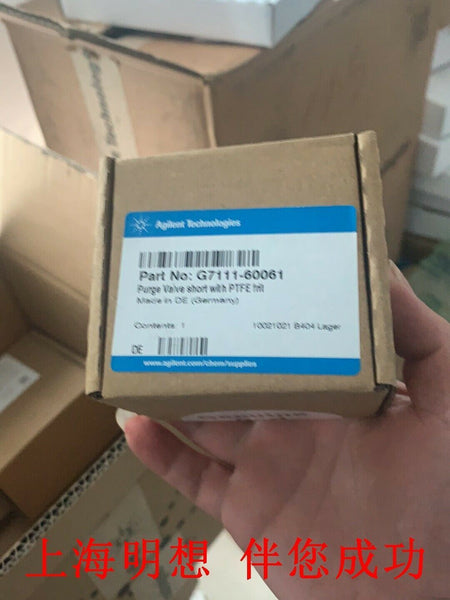 Agilent Technologies
Part No: G7111-60061
Purge Valve short with PTFE frit
Made in DE (Germany)
Contents: 1 10021021 B404 Lager
DE
www.agilent.com/chem/supplies
上海明想 伴您成功